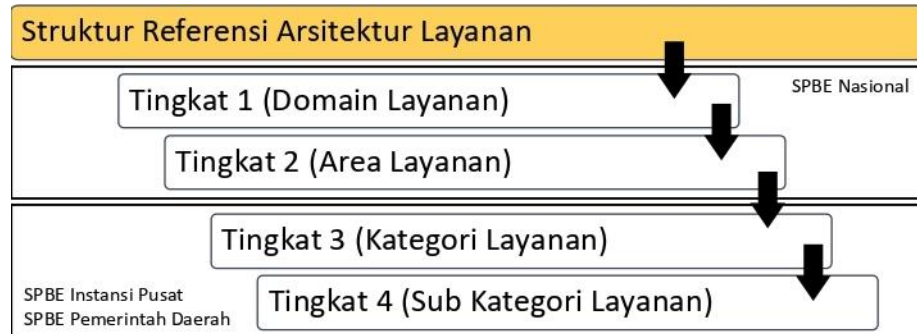 Struktur Referensi Arsitektur Layanan
Tingkat 1 (Domain Layanan)
SPBE Nasional
Tingkat 2 (Area Layanan)
Tingkat 3 (Kategori Layanan)
Tingkat 4 (Sub Kategori Layanan)
SPBE Instansi Pusat
SPBE Pemerintah Daerah